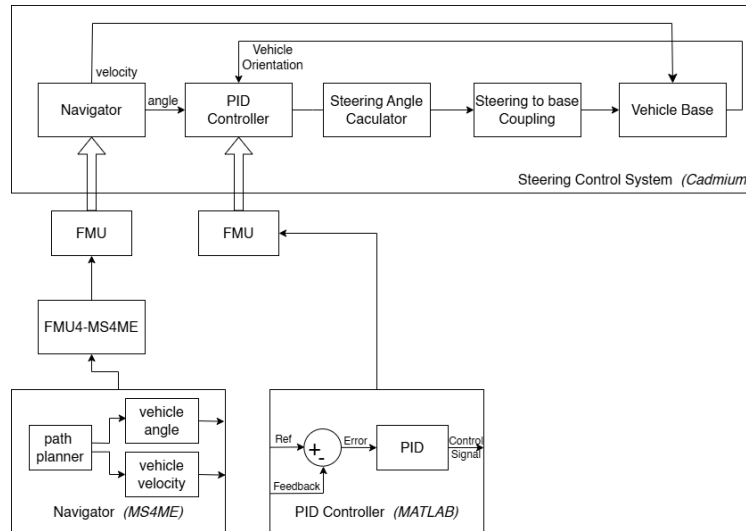 Vehicle
Orientation
velocity
Navigator
angle
PID
Controller
Steering Angle
Caculator
Steering to base
Coupling
Vehicle Base
Steering Control System (Cadmium)
FMU
FMU
FMU4-MS4ME
path
planner
vehicle
angle
vehicle
velocity
Navigator (MS4ME)
Ref
+
-
Error
PID
Control
Signal
Feedback
PID Controller (MATLAB)